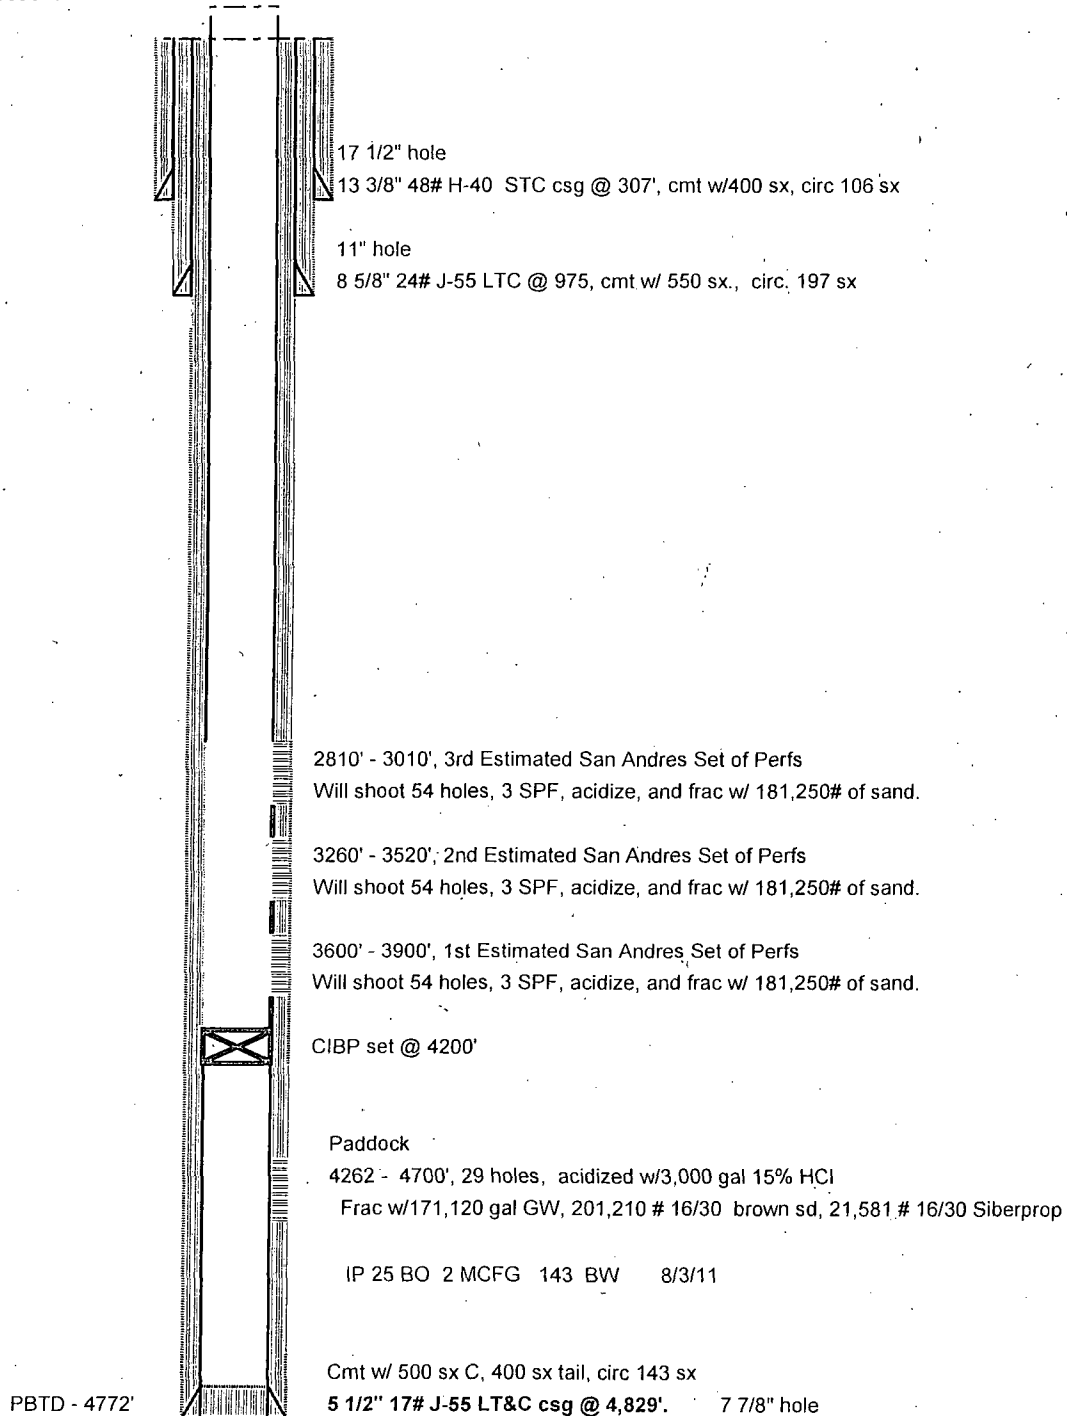 17 1/2" hole
13 3/8" 48# H-40 STC csg @ 307', cmt w/400 sx, circ 106 sx
11" hole
8 5/8" 24# J-55 LTC @ 975, cmt w/ 550 sx., circ. 197 sx
2810' - 3010', 3rd Estimated San Andres Set of Perfs
Will shoot 54 holes, 3 SPF, acidize, and frac w/ 181,250# of sand.
3260' - 3520', 2nd Estimated San Andres Set of Perfs
Will shoot 54 holes, 3 SPF, acidize, and frac w/ 181,250# of sand.
3600' - 3900', 1st Estimated San Andres Set of Perfs
Will shoot 54 holes, 3 SPF, acidize, and frac w/ 181,250# of sand.
CIBP set @ 4200'
Paddock
4262 - 4700', 29 holes, acidized w/3,000 gal 15% HCl
Frac w/171,120 gal GW, 201,210 # 16/30 brown sd, 21,581 # 16/30 Siberprop
IP 25 BO 2 MCFG 143 BW 8/3/11
Cmt w/ 500 sx C, 400 sx tail, circ 143 sx
PBTD - 4772' 5 1/2" 17# J-55 LT&C csg @ 4,829'. 7 7/8" hole